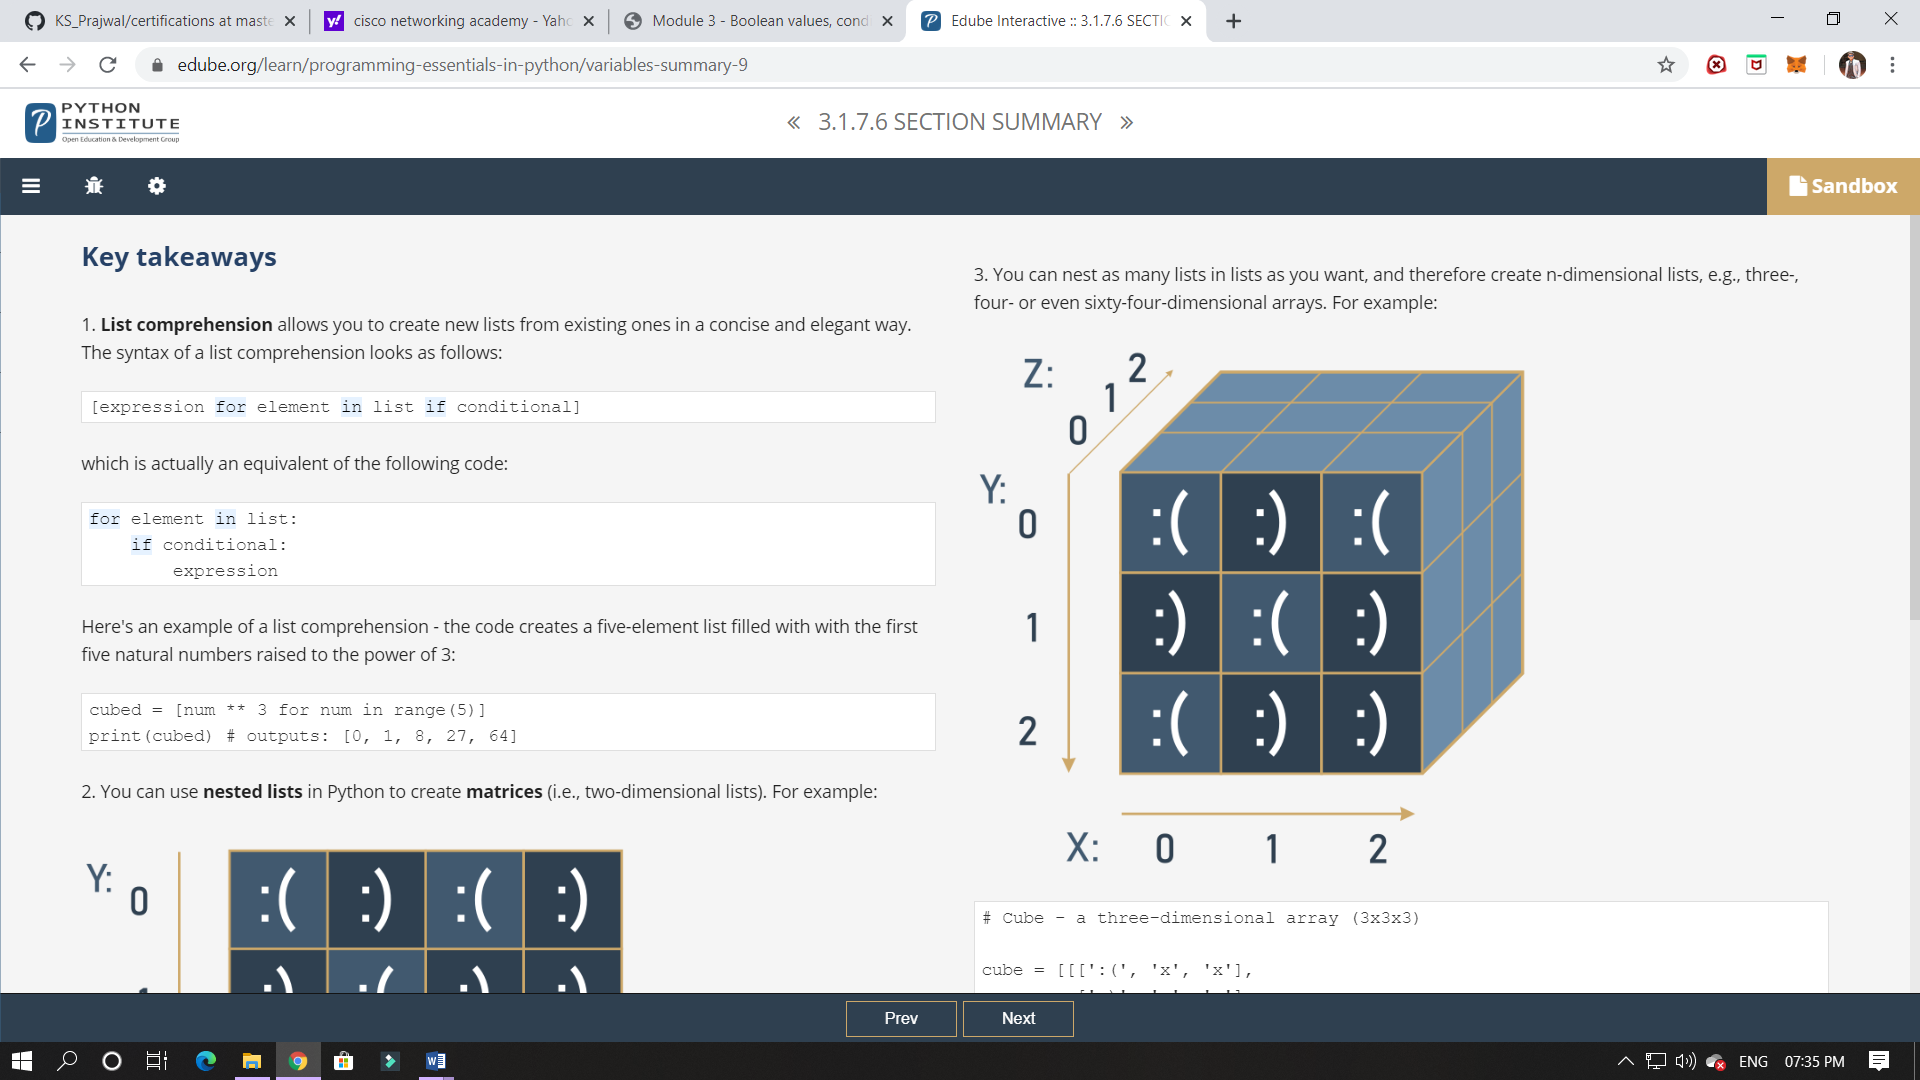 KS_Prajwal/certifications at maste
cisco networking academy - Yaho
Module 3 - Boolean values, condi
Edube Interactive :: 3.1.7.6 SECTIO
edube.org/learn/programming-essentials-in-python/variables-summary-9
PYTHON
INSTITUTE
Open Education & Development Group
« 3.1.7.6 SECTION SUMMARY »
Sandbox
Key takeaways
1. List comprehension allows you to create new lists from existing ones in a concise and elegant way.
The syntax of a list comprehension looks as follows:
[expression for element in list if conditional]
which is actually an equivalent of the following code:
for element in list:
    if conditional:
        expression
Here's an example of a list comprehension - the code creates a five-element list filled with with the first
five natural numbers raised to the power of 3:
cubed = [num ** 3 for num in range(5)]
print(cubed) # outputs: [0, 1, 8, 27, 64]
2. You can use nested lists in Python to create matrices (i.e., two-dimensional lists). For example:
Y:
0 :( :) :( :)
3. You can nest as many lists in lists as you want, and therefore create n-dimensional lists, e.g., three-,
four- or even sixty-four-dimensional arrays. For example:
Z: 0 1 2
Y:
0 :( :) :(
1 :) :( :)
2 :( :) :)
X: 0 1 2
# Cube - a three-dimensional array (3x3x3)
cube = [[[':(', 'x', 'x'],
Prev
Next
ENG
07:35 PM